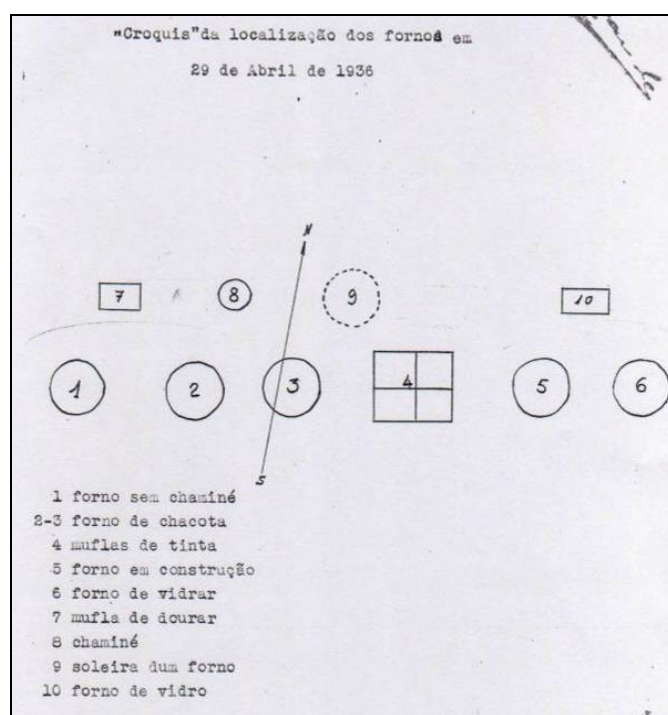 "Croquis"da localização dos fornos em
29 de Abril de 1936
N
7
8
9
10
1
2
3
4
5
6
S
1 forno sem chaminé
2-3 forno de chacota
4 muflas de tinta
5 forno em construção
6 forno de vidrar
7 mufla de dourar
8 chaminé
9 soleira dum forno
10 forno de vidro